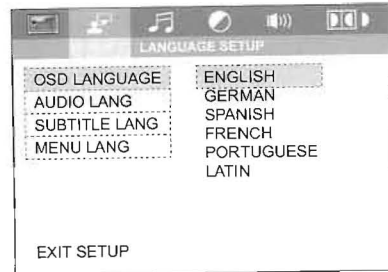 LANGUAGE SETUP
OSD LANGUAGE
AUDIO LANG
SUBTITLE LANG
MENU LANG
ENGLISH
GERMAN
SPANISH
FRENCH
PORTUGUESE
LATIN
EXIT SETUP